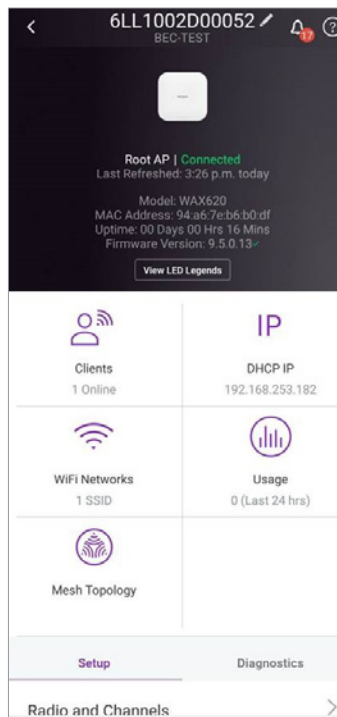 6LL1002D00052
17
BEC-TEST
Root AP | Connected
Last Refreshed: 3:26 p.m. today
Model: WAX620
MAC Address: 94:a6:7e:b6:b0:df
Uptime: 00 Days 00 Hrs 16 Mins
Firmware Version: 9.5.0.13
View LED Legends
IP
Clients
DHCP IP
1 Online
192.168.253.182
WiFi Networks
Usage
1 SSID
0 (Last 24 hrs)
Mesh Topology
Setup
Diagnostics
Radio and Channels